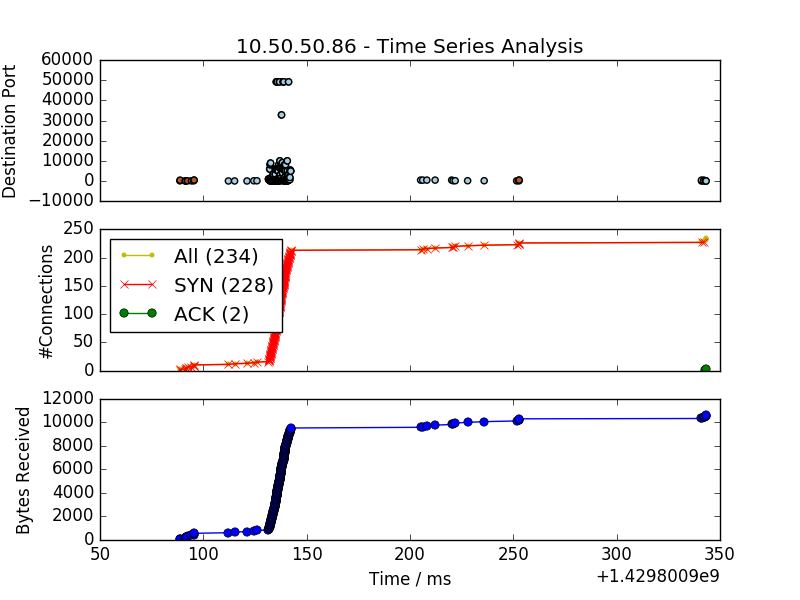 10.50.50.86 - Time Series Analysis
60000
50000
40000
30000
20000
10000
0
−10000
Destination Port
250
200
150
100
50
0
#Connections
All (234)
SYN (228)
ACK (2)
12000
10000
8000
6000
4000
2000
0
Bytes Received
50 100 150 200 250 300 350
Time / ms
+1.4298009e9